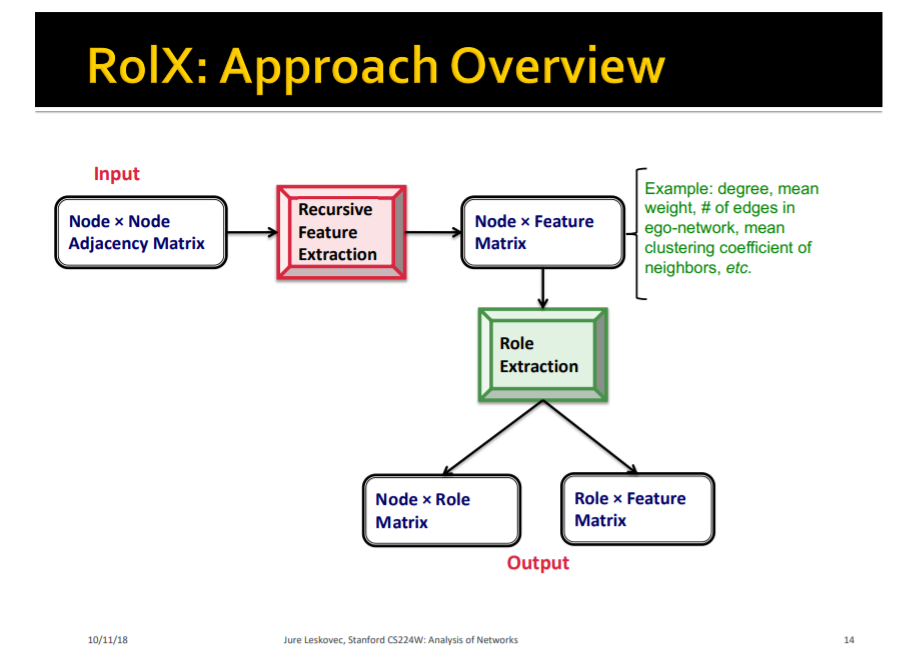 RolX: Approach Overview
Input
Node × Node
Adjacency Matrix
Recursive
Feature
Extraction
Node × Feature
Matrix
Example: degree, mean
weight, # of edges in
ego-network, mean
clustering coefficient of
neighbors, etc.
Role
Extraction
Node × Role
Matrix
Role × Feature
Matrix
Output
10/11/18
Jure Leskovec, Stanford CS224W: Analysis of Networks
14